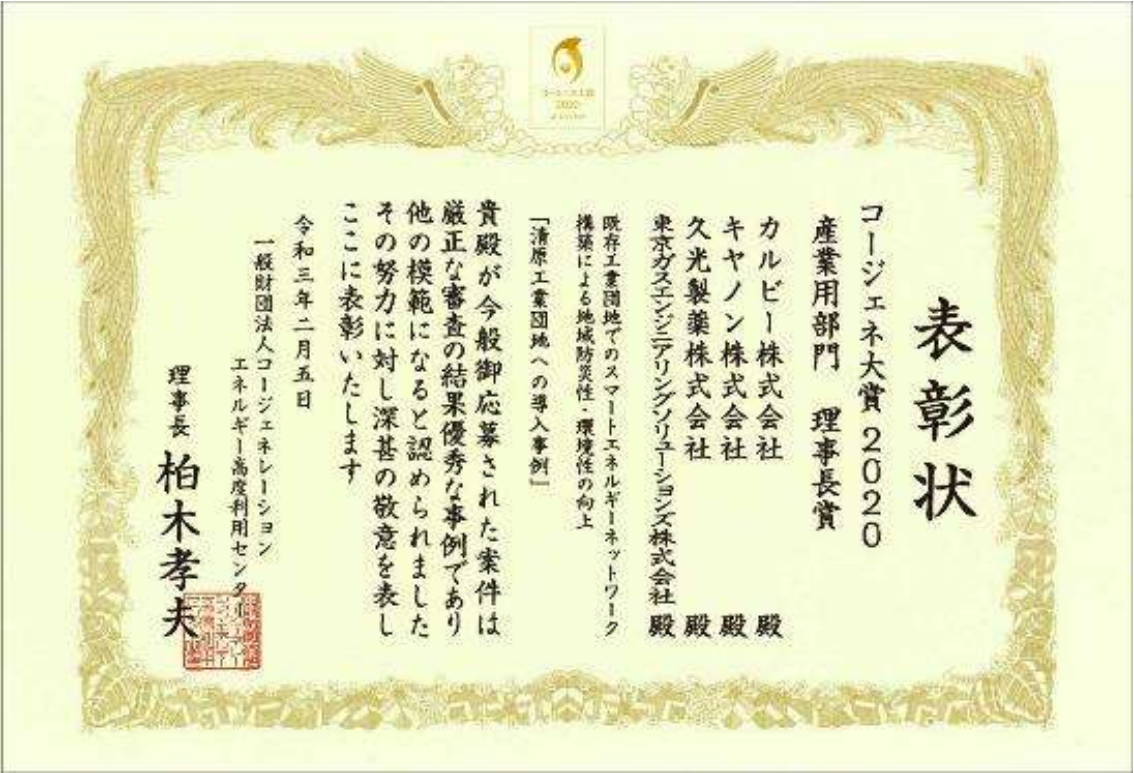 コージェネ大賞
2020
表彰状
コージェネ大賞 2020
産業用部門 理事長賞
カルビー株式会社 殿
キヤノン株式会社 殿
久光製薬株式会社 殿
東京ガスエンジニアリングソリューションズ株式会社 殿
既存工業団地でのスマートエネルギーネットワーク
構築による地域防災性・環境性の向上
「清原工業団地への導入事例」
貴殿が今般御応募された案件は
厳正な審査の結果優秀な事例であり
他の模範になると認められました
その努力に対し深甚の敬意を表し
ここに表彰いたします
令和三年二月五日
一般財団法人コージェネレーション
エネルギー高度利用センター
理事長 柏木孝夫